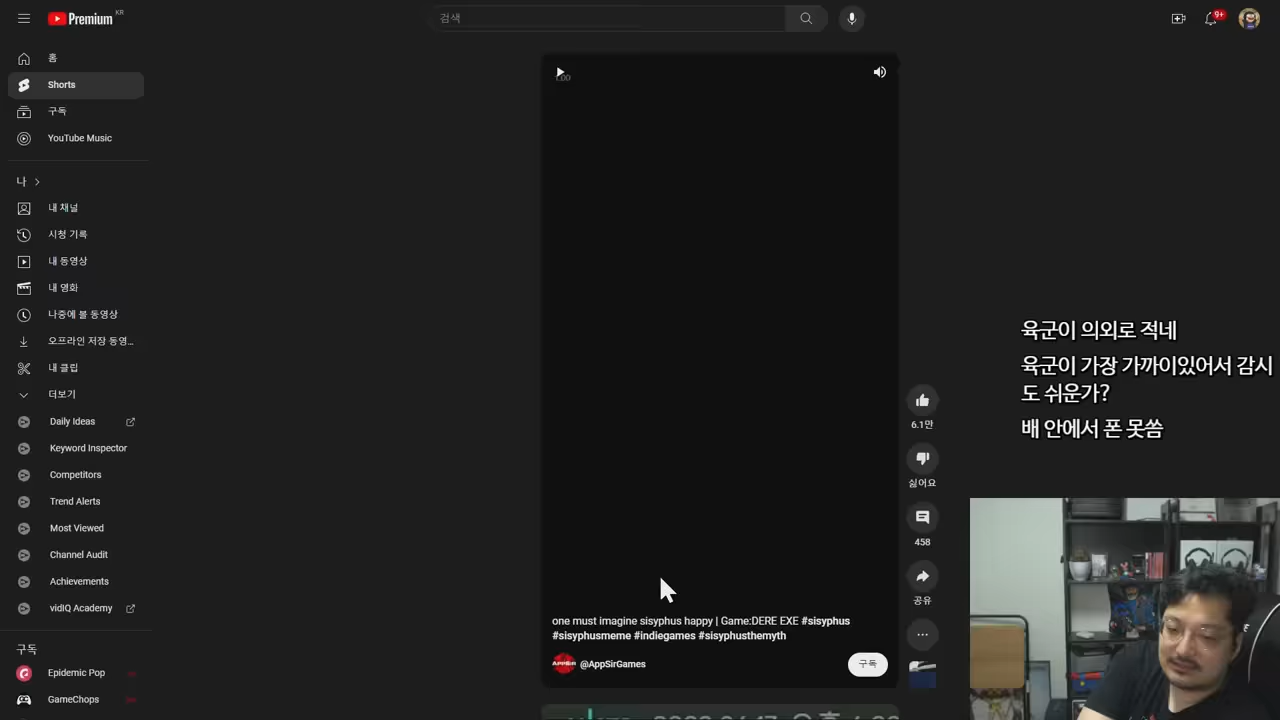 Premium KR
검색
9+
홈
Shorts
구독
YouTube Music
나
내 채널
시청 기록
내 동영상
내 영화
나중에 볼 동영상
오프라인 저장 동영...
내 클립
더보기
Daily Ideas
Keyword Inspector
Competitors
Trend Alerts
Most Viewed
Channel Audit
Achievements
vidIQ Academy
구독
Epidemic Pop
GameChops
1.00
6.1만
싫어요
458
공유
one must imagine sisyphus happy | Game:DERE EXE #sisyphus
#sisyphusmeme #indiegames #sisyphusthemyth
APPSIR
@AppSirGames
구독
육군이 의외로 적네
육군이 가장 가까이있어서 감시
도 쉬운가?
배 안에서 폰 못씀